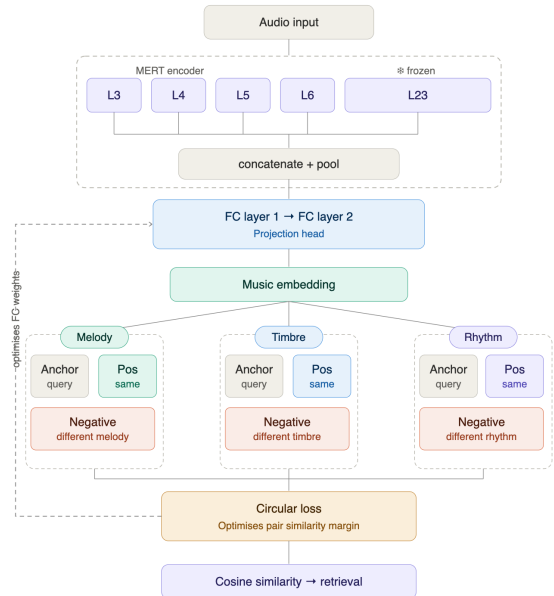 Audio input
MERT encoder
❄ frozen
L3
L4
L5
L6
L23
concatenate + pool
FC layer 1 → FC layer 2
Projection head
optimises FC weights
Music embedding
Melody
Timbre
Rhythm
Anchor
query
Pos
same
Anchor
query
Pos
same
Anchor
query
Pos
same
Negative
different melody
Negative
different timbre
Negative
different rhythm
Circular loss
Optimises pair similarity margin
Cosine similarity → retrieval